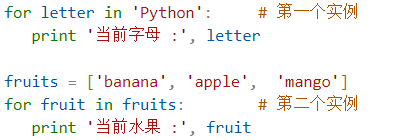 for letter in 'Python':     # 第一个实例
   print '当前字母 :', letter

fruits = ['banana', 'apple',  'mango']
for fruit in fruits:        # 第二个实例
   print '当前水果 :', fruit